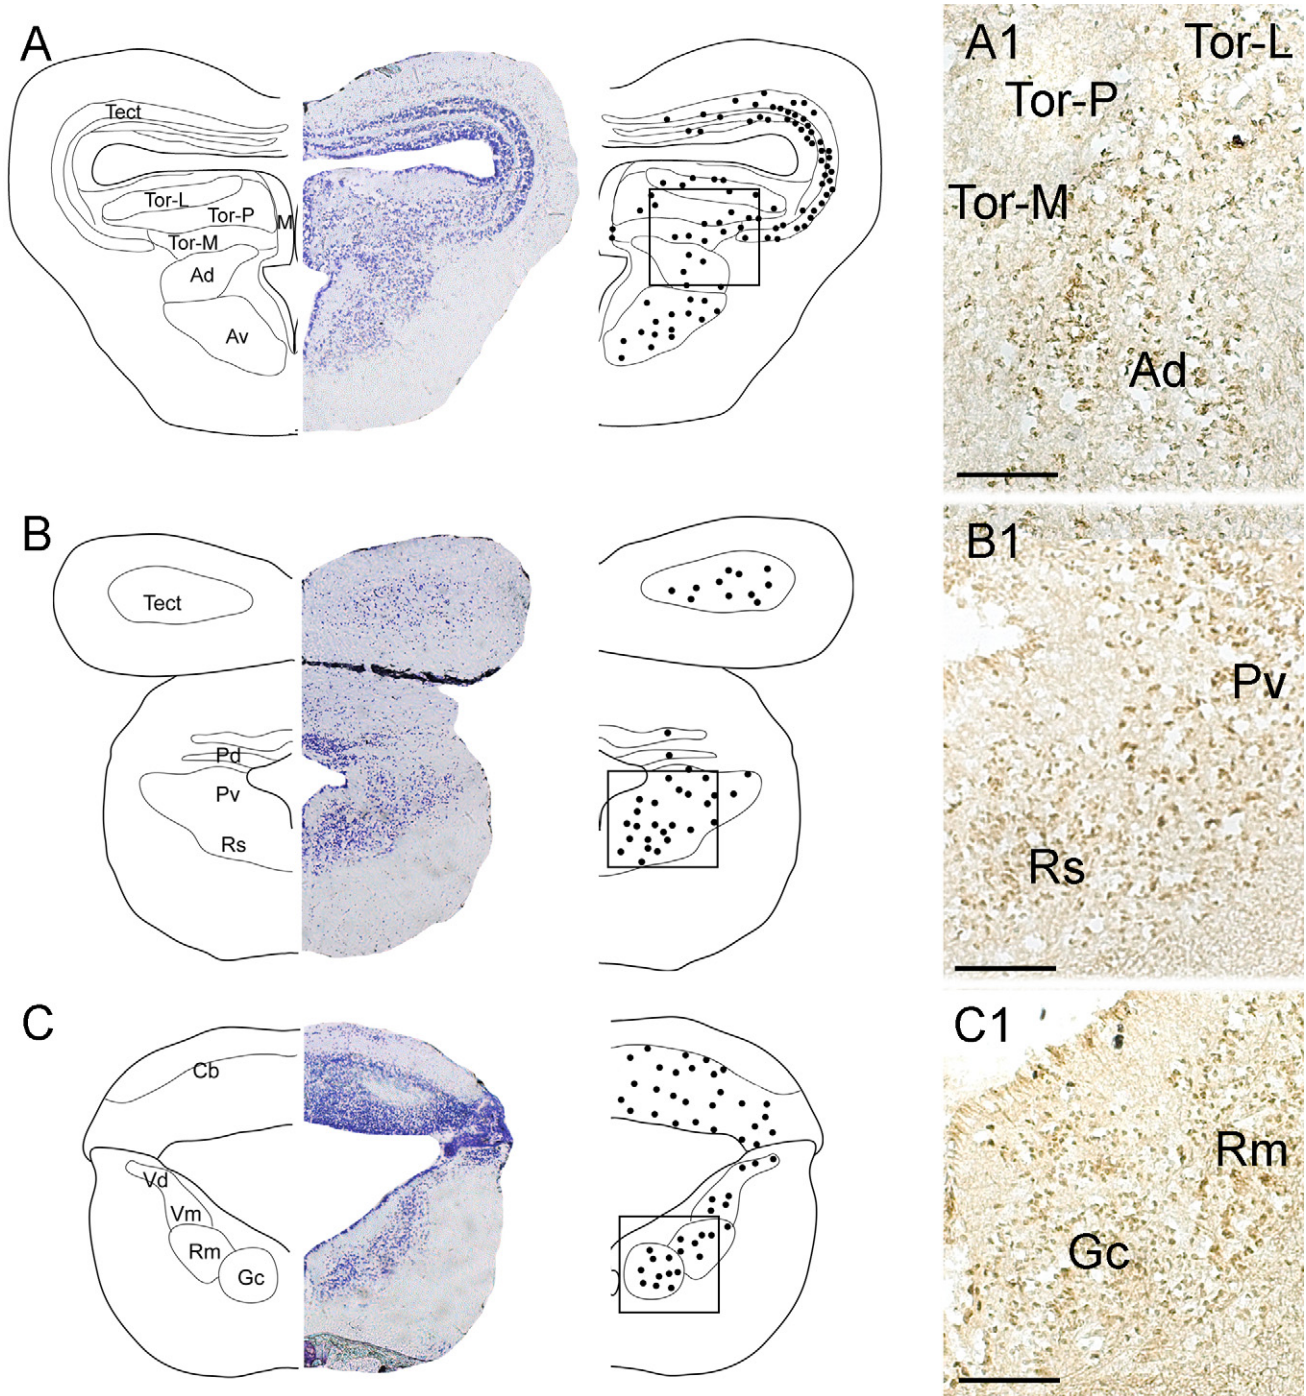 A
Tect
Tor-L
Tor-P
M
Tor-M
Ad
Av
A1
Tor-L
Tor-P
Tor-M
Ad
B
Tect
Pd
Pv
Rs
B1
Pv
Rs
C
Cb
Vd
Vm
Rm
Gc
C1
Rm
Gc